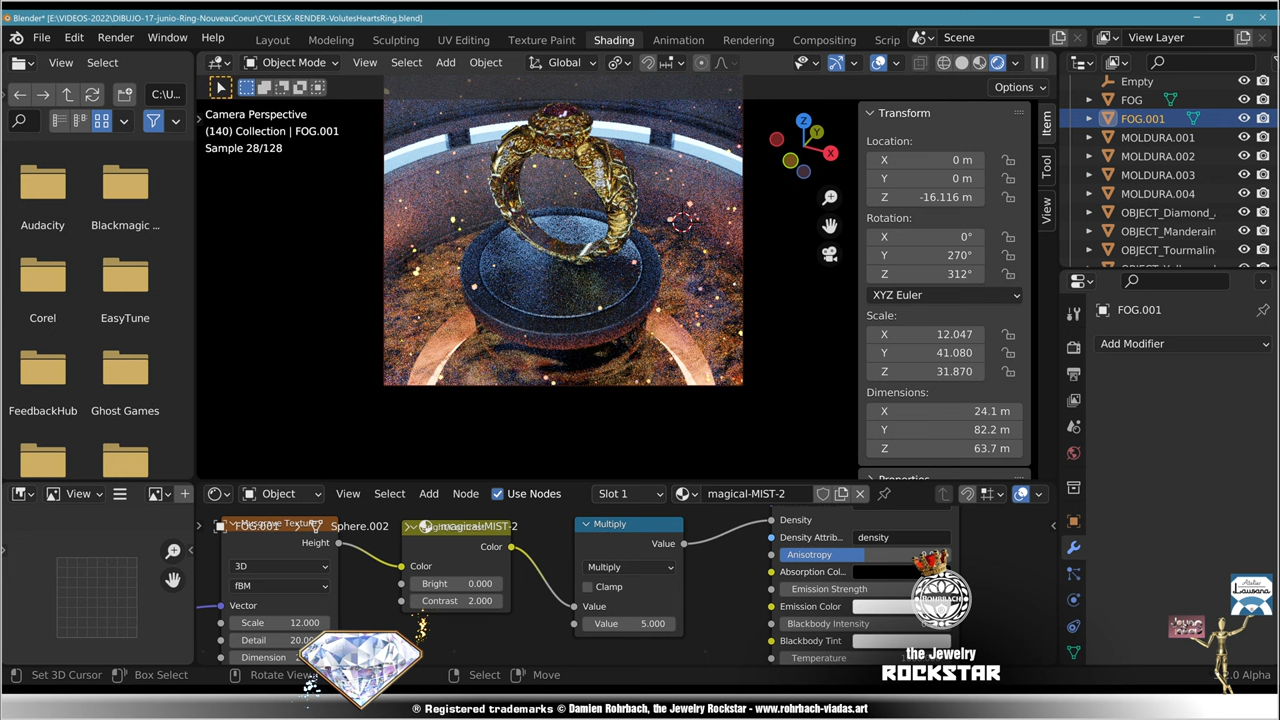 Blender* [E:\VIDEOS-2022\DIBUJO-17-junio-Ring-NouveauCoeur\CYCLESX-RENDER-VolutesHeartsRing.blend]
File Edit Render Window Help
Layout Modeling Sculpting UV Editing Texture Paint Shading Animation Rendering Compositing Scrip
Scene
View Layer
View Select
Object Mode View Select Add Object Global
Options
C:\U...
Audacity
Blackmagic ...
Corel
EasyTune
FeedbackHub
Ghost Games
Camera Perspective
(140) Collection | FOG.001
Sample 28/128
Z
Y
X
Transform
Location:
X 0 m
Y 0 m
Z -16.116 m
Rotation:
X 0°
Y 270°
Z 312°
XYZ Euler
Scale:
X 12.047
Y 41.080
Z 31.870
Dimensions:
X 24.1 m
Y 82.2 m
Z 63.7 m
Item
Tool
View
Empty
FOG
FOG.001
MOLDURA.001
MOLDURA.002
MOLDURA.003
MOLDURA.004
OBJECT_Diamond_
OBJECT_Manderain
OBJECT_Tourmalin
FOG.001
Add Modifier
View
Object View Select Add Node Use Nodes
Slot 1
magical-MIST-2
FOG.001 Sphere.002 magical-MIST-2
Height
3D
fBM
Vector
Scale 12.000
Detail
Dimension
Color
Color
Bright 0.000
Contrast 2.000
Multiply
Value
Multiply
Clamp
Value
Value 5.000
Density
Density Attrib... density
Anisotropy
Absorption Col...
Emission Strength
Emission Color
Blackbody Intensity
Blackbody Tint
Temperature
ROHRBACH
the Jewelry
ROCKSTAR
Atelier
Lausana
Set 3D Cursor Box Select Rotate View Select Move
.0 Alpha
® Registered trademarks © Damien Rohrbach, the Jewelry Rockstar - www.rohrbach-viadas.art